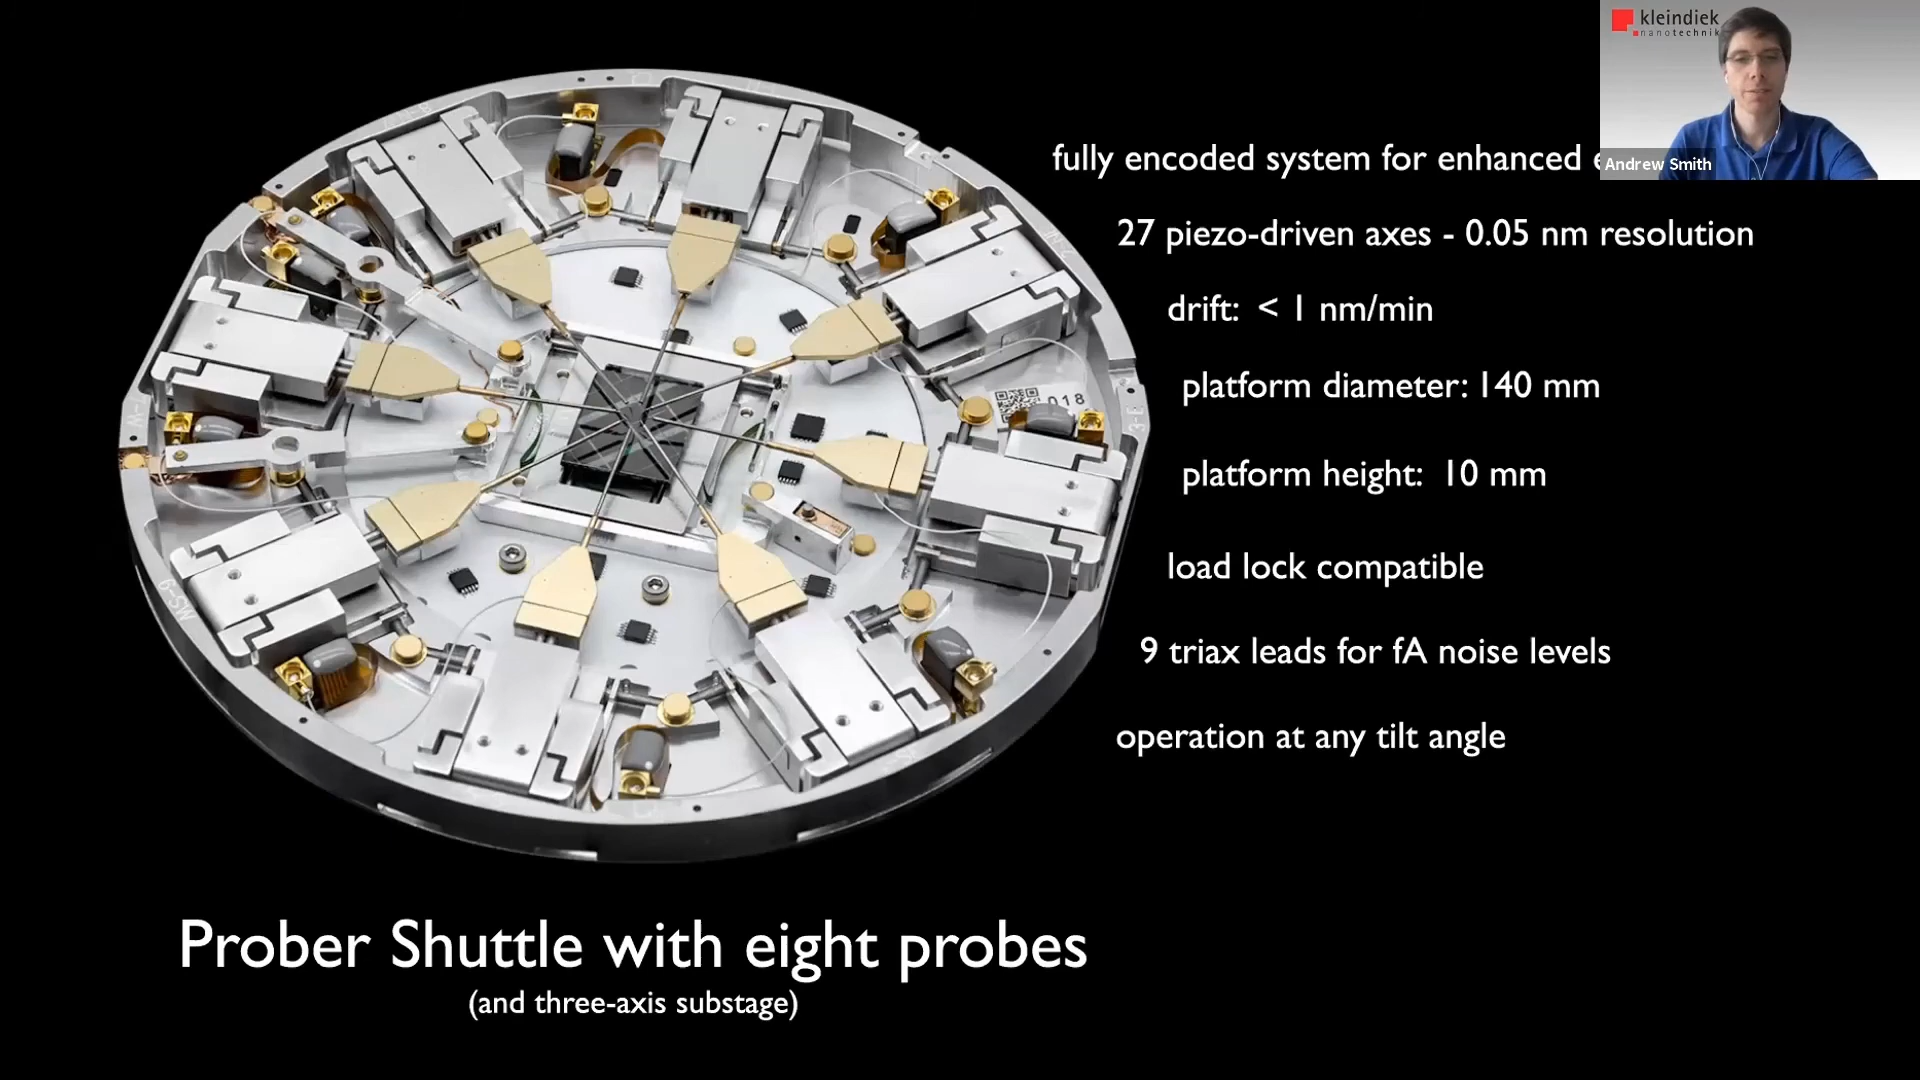 kleindiek
nanotechnik
Andrew Smith
fully encoded system for enhanced
27 piezo-driven axes - 0.05 nm resolution
drift: < 1 nm/min
platform diameter: 140 mm
018
platform height: 10 mm
load lock compatible
9 triax leads for fA noise levels
operation at any tilt angle
Prober Shuttle with eight probes
(and three-axis substage)